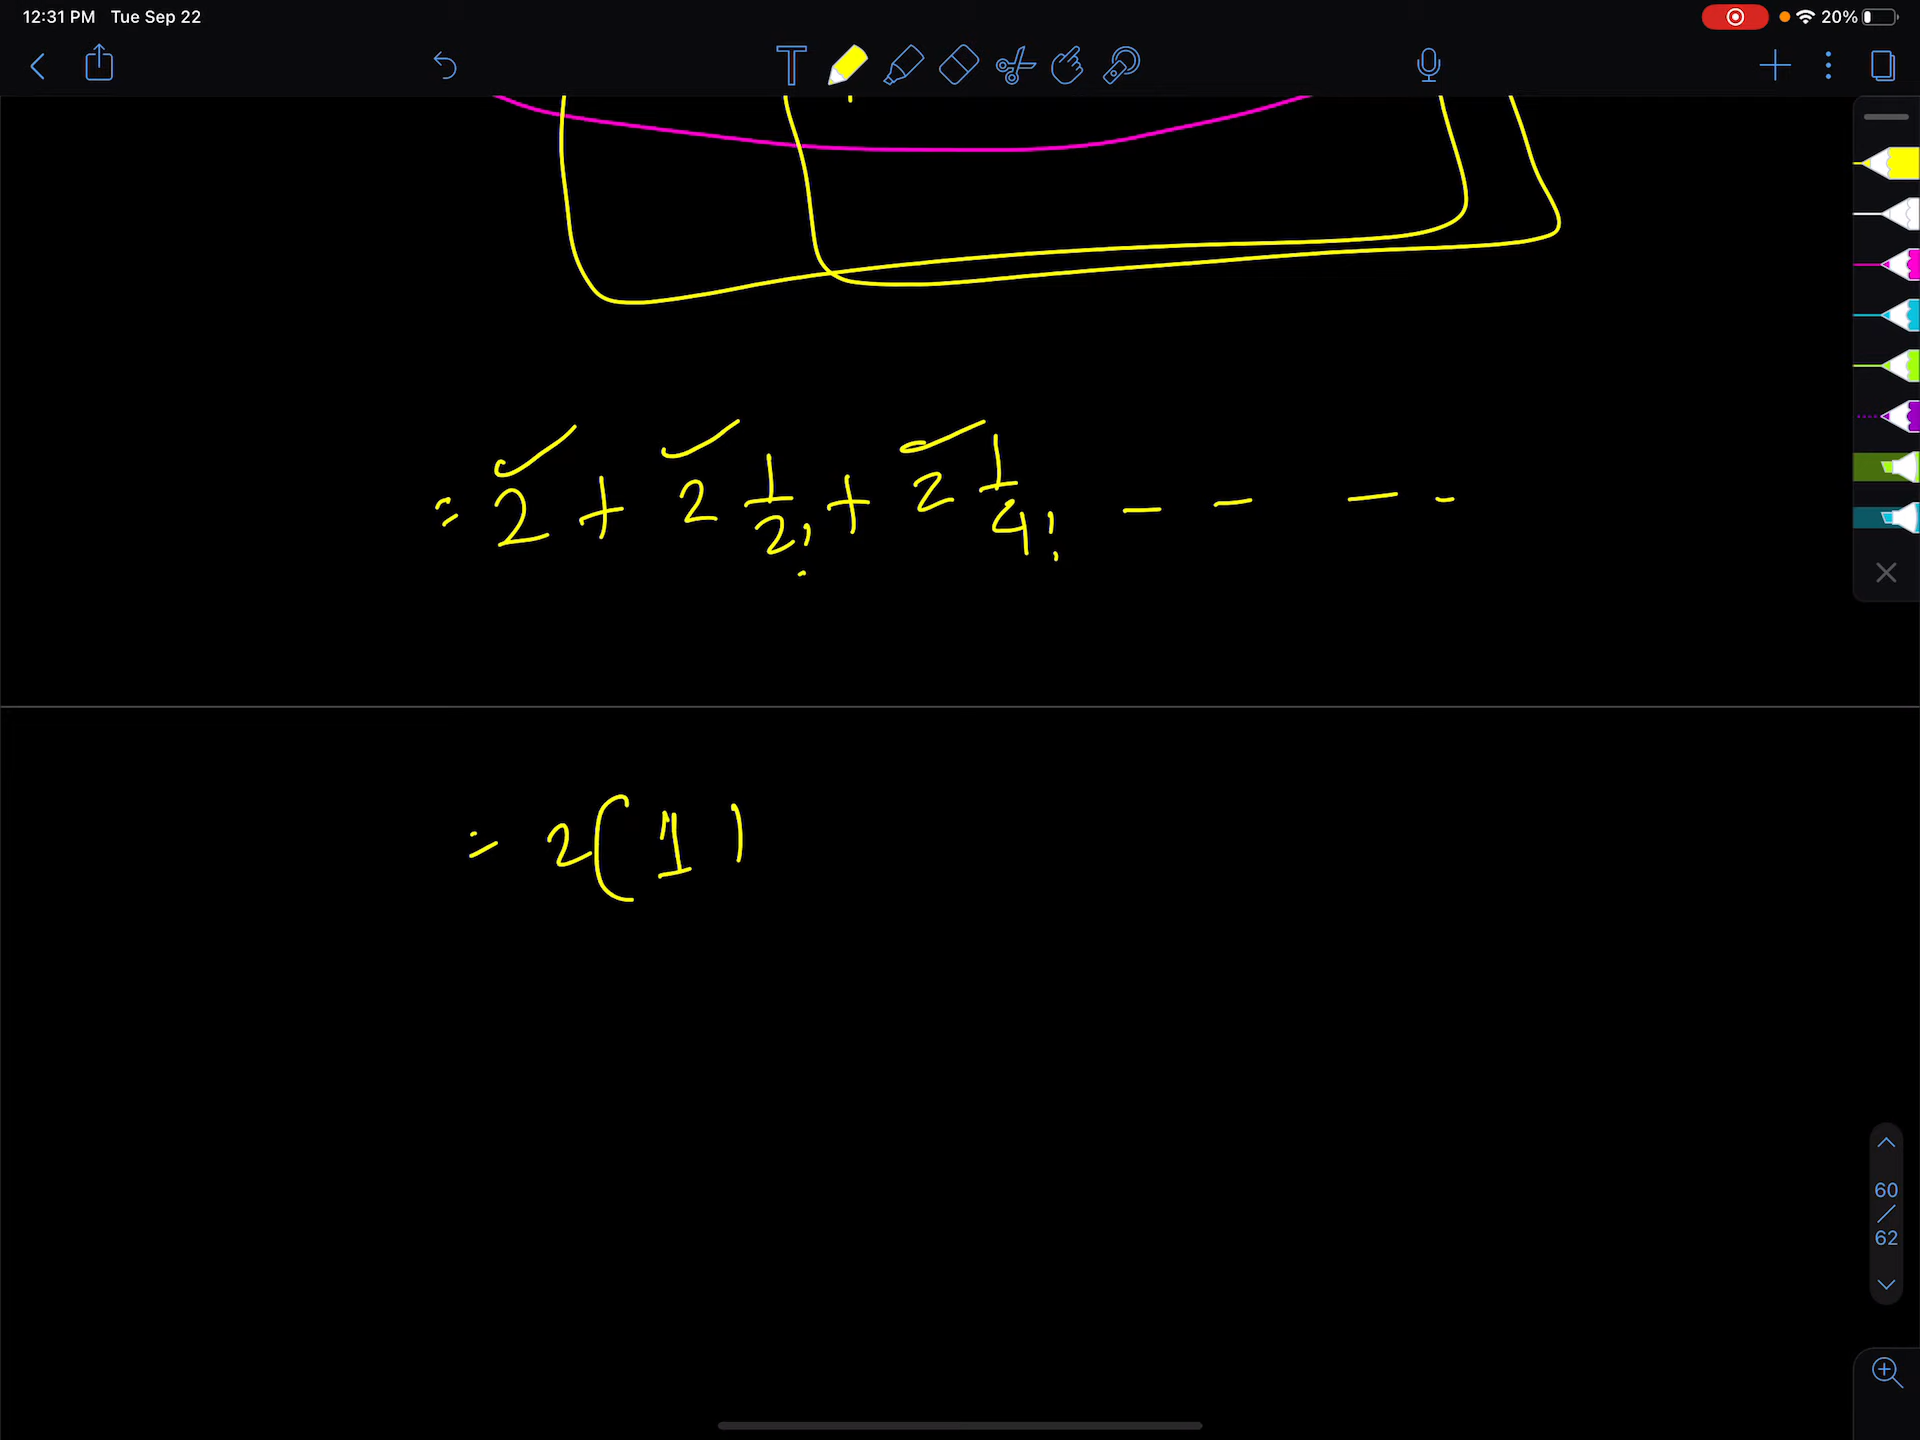 12:31 PM Tue Sep 22 20%
= 2 + 2 1/2! + 2 1/4! - - - -
= 2( 1 )
60
/
62